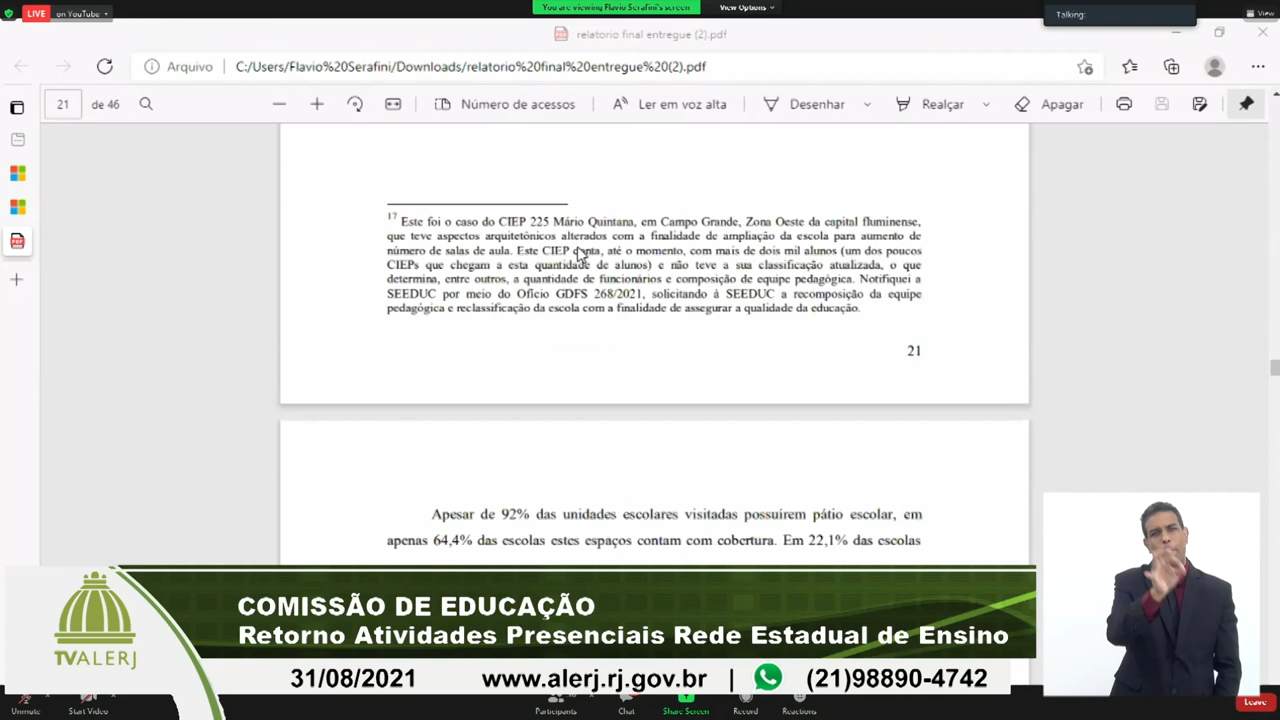 LIVE on YouTube
You are viewing Flavio Serafini's screen
View Options
Talking:
View
relatorio final entregue (2).pdf
Arquivo
C:/Users/Flavio%20Serafini/Downloads/relatorio%20final%20entregue%20(2).pdf
21 de 46
Número de acessos
Ler em voz alta
Desenhar
Realçar
Apagar
17 Este foi o caso do CIEP 225 Mário Quintana, em Campo Grande, Zona Oeste da capital fluminense,
que teve aspectos arquitetônicos alterados com a finalidade de ampliação da escola para aumento de
número de salas de aula. Este CIEP conta, até o momento, com mais de dois mil alunos (um dos poucos
CIEPs que chegam a esta quantidade de alunos) e não teve a sua classificação atualizada, o que
determina, entre outros, a quantidade de funcionários e composição de equipe pedagógica. Notifiquei a
SEEDUC por meio do Ofício GDFS 268/2021, solicitando à SEEDUC a recomposição da equipe
pedagógica e reclassificação da escola com a finalidade de assegurar a qualidade da educação.
21
Apesar de 92% das unidades escolares visitadas possuírem pátio escolar, em
apenas 64,4% das escolas estes espaços contam com cobertura. Em 22,1% das escolas
TVALERJ
COMISSÃO DE EDUCAÇÃO
Retorno Atividades Presenciais Rede Estadual de Ensino
31/08/2021 www.alerj.rj.gov.br | (21)98890-4742
Unmute
Start Video
Participants
Chat
Share Screen
Record
Reactions
Leave